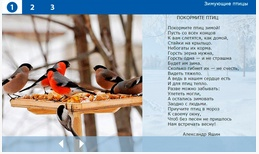 1 2 3
Зимующие птицы
ПОКОРМИТЕ ПТИЦ
Покормите птиц зимой!
Пусть со всех концов
К вам слетятся, как домой,
Стайки на крыльцо.
Небогаты их корма.
Горсть зерна нужна,
Горсть одна — и не страшна
Будет им зима.
Сколько гибнет их — не счесть,
Видеть тяжело.
А ведь в нашем сердце есть
И для птиц тепло.
Разве можно забывать:
Улететь могли,
А остались зимовать
Заодно с людьми.
Приучите птиц в мороз
К своему окну,
Чтоб без песен не пришлось
Нам встречать весну!
Александр Яшин